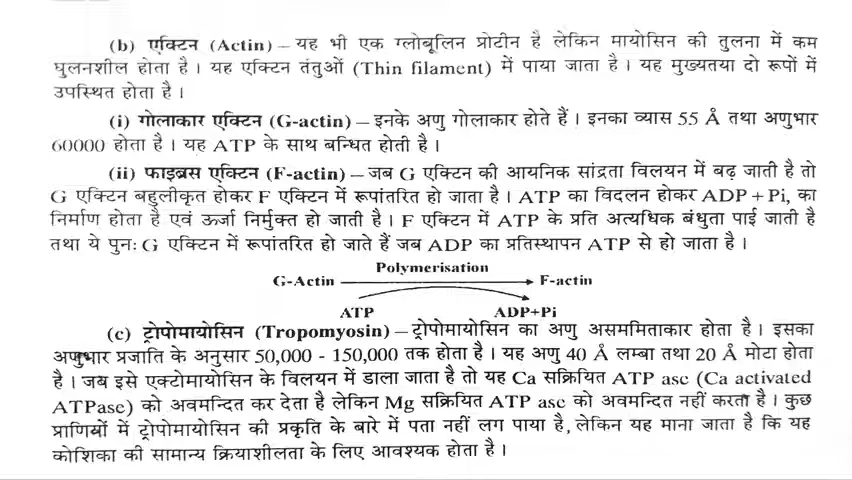 (b) एक्टिन (Actin) – यह भी एक ग्लोबूलिन प्रोटीन है लेकिन मायोसिन की तुलना में कम
घुलनशील होता है। यह एक्टिन तंतुओं (Thin filament) में पाया जाता है। यह मुख्यतया दो रूपों में
उपस्थित होता है।
(i) गोलाकार एक्टिन (G-actin) – इनके अणु गोलाकार होते हैं। इनका व्यास 55 Å तथा अणुभार
60000 होता है। यह ATP के साथ बन्धित होती है।
(ii) फाइब्रस एक्टिन (F-actin) – जब G एक्टिन की आयनिक सांद्रता विलयन में बढ़ जाती है तो
G एक्टिन बहुलीकृत होकर F एक्टिन में रूपांतरित हो जाता है। ATP का विदलन होकर ADP + Pi, का
निर्माण होता है एवं ऊर्जा निर्मुक्त हो जाती है। F एक्टिन में ATP के प्रति अत्यधिक बंधुता पाई जाती है
तथा ये पुनः G एक्टिन में रूपांतरित हो जाते हैं जब ADP का प्रतिस्थापन ATP से हो जाता है।
Polymerisation
G-Actin F-actin
ATP ADP+Pi
(c) ट्रोपोमायोसिन (Tropomyosin) – ट्रोपोमायोसिन का अणु असममिताकार होता है। इसका
अणुभार प्रजाति के अनुसार 50,000 - 150,000 तक होता है। यह अणु 40 Å लम्बा तथा 20 Å मोटा होता
है। जब इसे एक्टोमायोसिन के विलयन में डाला जाता है तो यह Ca सक्रियित ATP asc (Ca activated
ATPase) को अवमन्दित कर देता है लेकिन Mg सक्रियित ATP asc को अवमन्दित नहीं करता है। कुछ
प्राणियों में ट्रोपोमायोसिन की प्रकृति के बारे में पता नहीं लग पाया है, लेकिन यह माना जाता है कि यह
कोशिका की सामान्य क्रियाशीलता के लिए आवश्यक होता है।